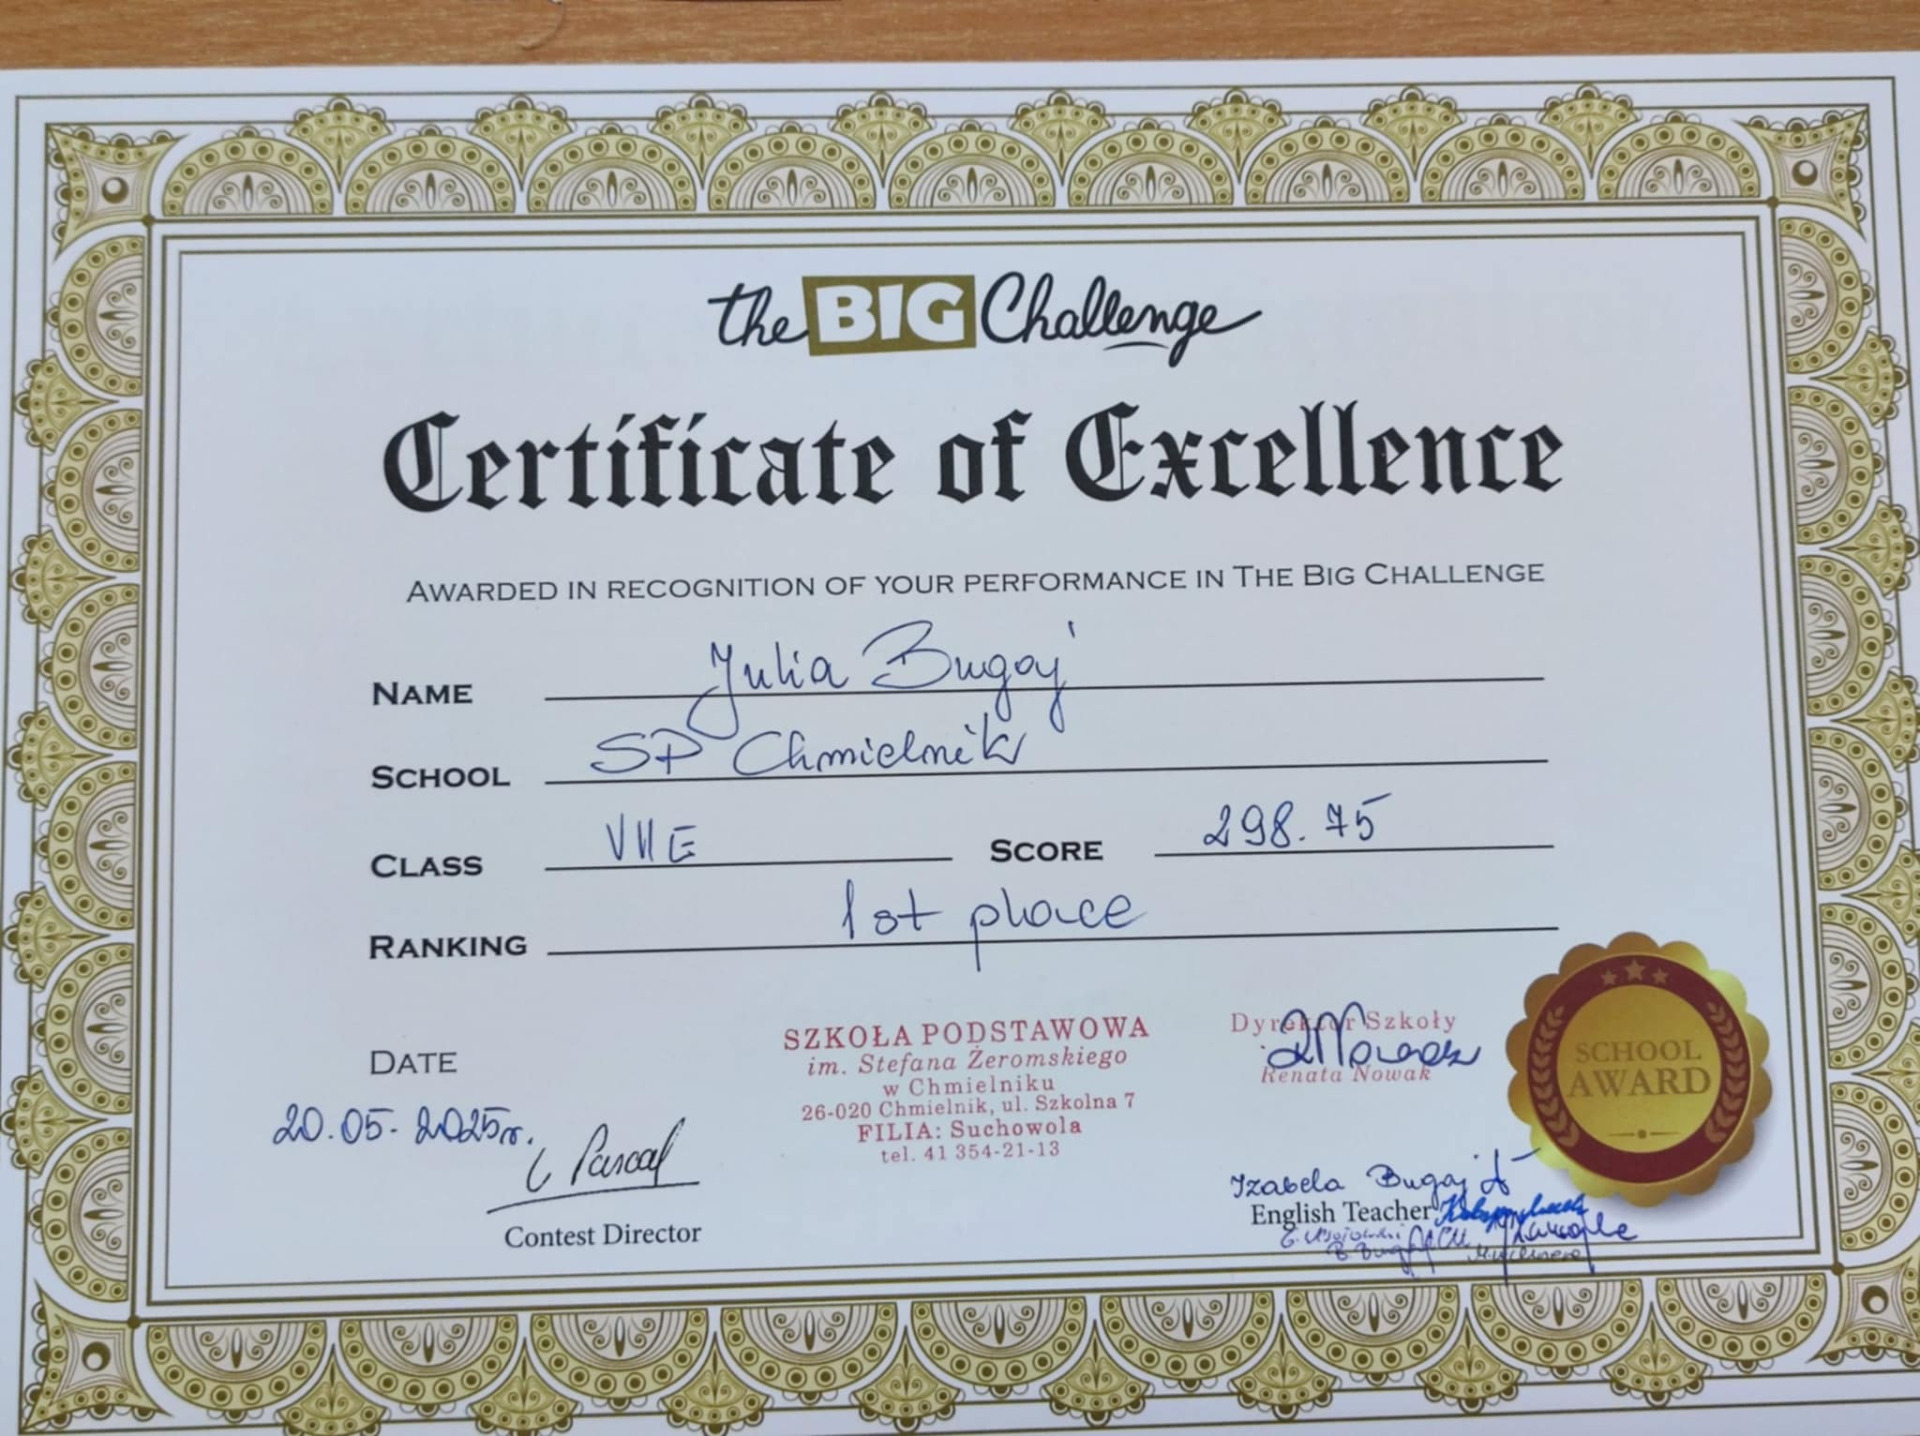 the BIG Challenge
Certificate of Excellence
AWARDED IN RECOGNITION OF YOUR PERFORMANCE IN THE BIG CHALLENGE
NAME Julia Bugaj
SCHOOL SP Chmielnik
CLASS VIIE SCORE 298.75
RANKING 1st place
DATE
20.05.2025r.
Contest Director
SZKOŁA PODSTAWOWA
im. Stefana Żeromskiego
w Chmielniku
26-020 Chmielnik, ul. Szkolna 7
FILIA: Suchowola
tel. 41 354-21-13
Dyrektor Szkoły
Renata Nowak
SCHOOL
AWARD
Izabela Bugaj
English Teacher